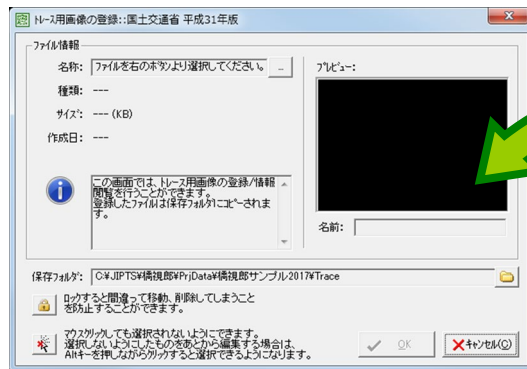 トレース用画像の登録::国土交通省 平成31年版
ファイル情報
名称: ファイルを右のボタンより選択してください。 ...
種類: ---
サイズ: --- (KB)
作成日: ---
この画面では、トレース用画像の登録/情報
閲覧を行うことができます。
登録したファイルは保存フォルダにコピーされま
す。
プレビュー:
名前:
保存フォルダ: C:¥JIPTS¥橋視郎¥PrjData¥橋視郎サンプル2017¥Trace
ロックすると間違って移動、削除してしまうこと
を防止することができます。
マウスクリックしても選択されないようにできます。
選択しないようにしたものをあとから編集する場合は、
Altキーを押しながらクリックすると選択できるようになります。
OK
キャンセル(C)